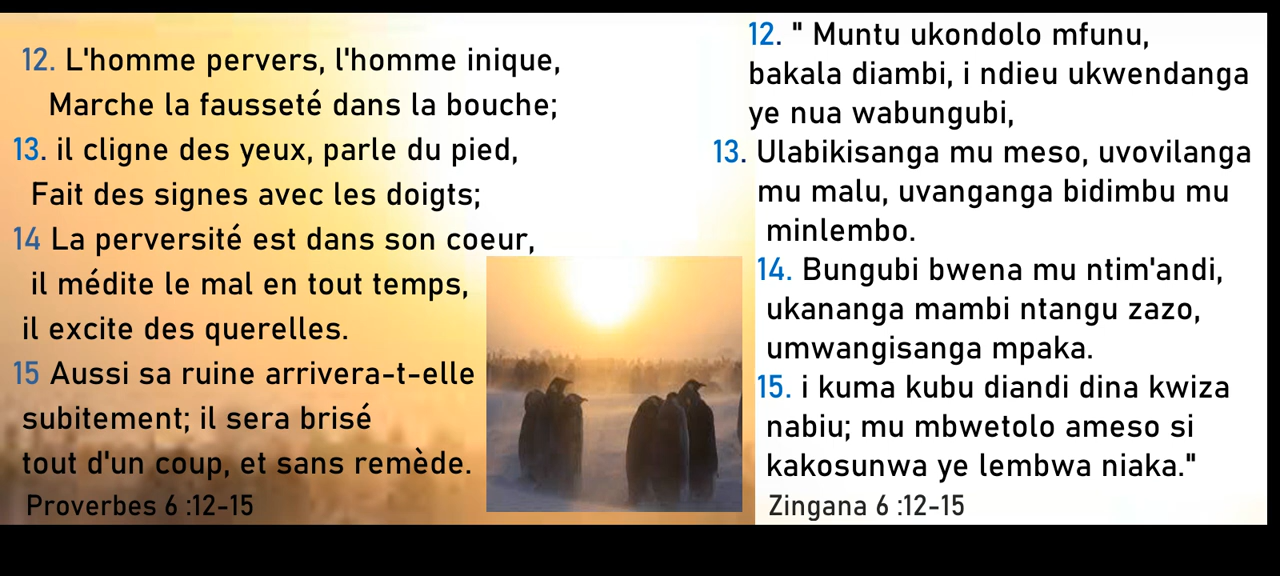 12. L'homme pervers, l'homme inique,
Marche la fausseté dans la bouche;
13. il cligne des yeux, parle du pied,
Fait des signes avec les doigts;
14 La perversité est dans son coeur,
il médite le mal en tout temps,
il excite des querelles.
15 Aussi sa ruine arrivera-t-elle
subitement; il sera brisé
tout d'un coup, et sans remède.
Proverbes 6 :12-15
12. " Muntu ukondolo mfunu,
bakala diambi, i ndieu ukwendanga
ye nua wabungubi,
13. Ulabikisanga mu meso, uvovilanga
mu malu, uvanganga bidimbu mu
minlembo.
14. Bungubi bwena mu ntim'andi,
ukananga mambi ntangu zazo,
umwangisanga mpaka.
15. i kuma kubu diandi dina kwiza
nabiu; mu mbwetolo ameso si
kakosunwa ye lembwa niaka."
Zingana 6 :12-15